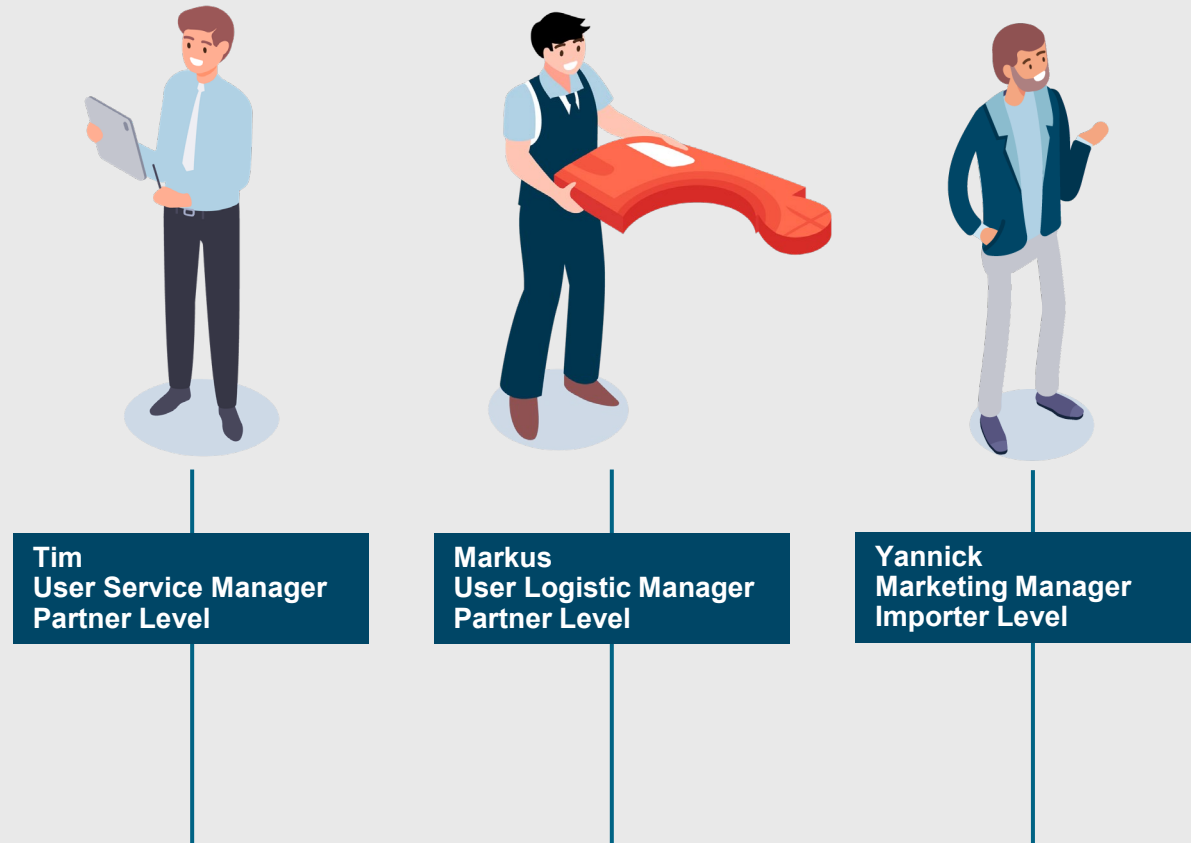 Tim
User Service Manager
Partner Level
Markus
User Logistic Manager
Partner Level
Yannick
Marketing Manager
Importer Level